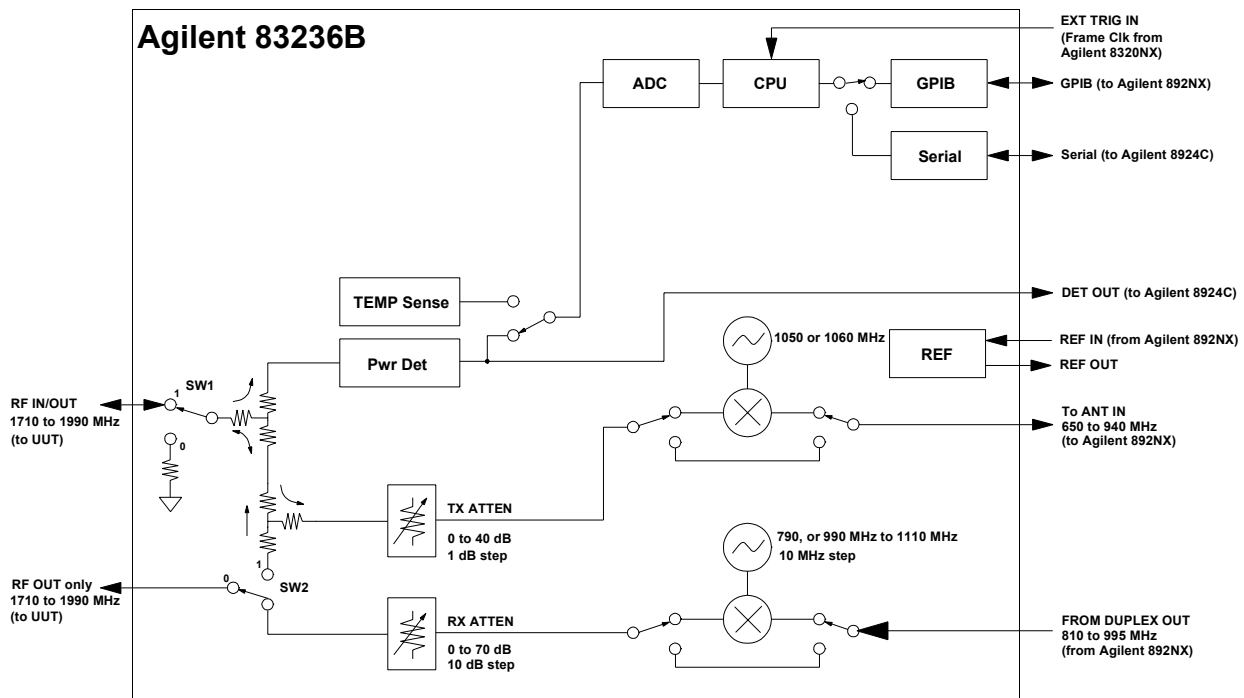 Agilent 83236B
EXT TRIG IN
(Frame Clk from
Agilent 8320NX)
ADC
CPU
GPIB
GPIB (to Agilent 892NX)
Serial
Serial (to Agilent 8924C)
TEMP Sense
DET OUT (to Agilent 8924C)
Pwr Det
1050 or 1060 MHz
REF
REF IN (from Agilent 892NX)
REF OUT
RF IN/OUT
1710 to 1990 MHz
(to UUT)
1
SW1
0
To ANT IN
650 to 940 MHz
(to Agilent 892NX)
TX ATTEN
0 to 40 dB
1 dB step
790, or 990 MHz to 1110 MHz
10 MHz step
RF OUT only
1710 to 1990 MHz
(to UUT)
0
1
SW2
RX ATTEN
0 to 70 dB
10 dB step
FROM DUPLEX OUT
810 to 995 MHz
(from Agilent 892NX)